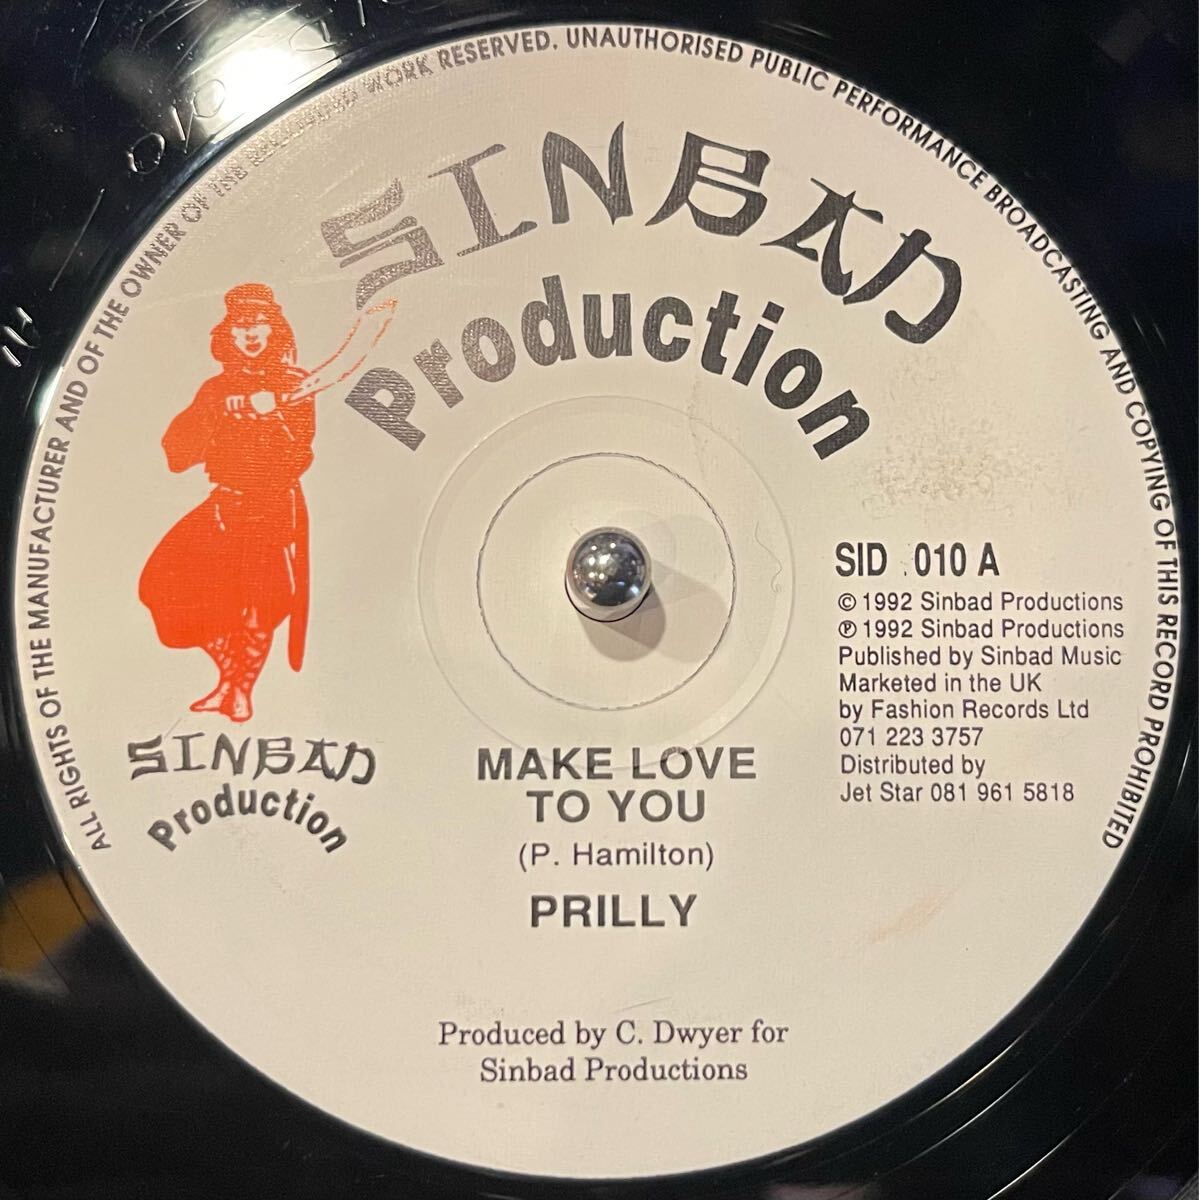 ALL RIGHTS OF THE MANUFACTURER AND OF THE OWNER OF THE RECORDED WORK RESERVED. UNAUTHORISED PUBLIC PERFORMANCE BROADCASTING AND COPYING OF THIS RECORD PROHIBITED
SINBAD
Production
SID 010 A
© 1992 Sinbad Productions
℗ 1992 Sinbad Productions
Published by Sinbad Music
Marketed in the UK
by Fashion Records Ltd
071 223 3757
Distributed by
Jet Star 081 961 5818
SINBAD
Production
MAKE LOVE
TO YOU
(P. Hamilton)
PRILLY
Produced by C. Dwyer for
Sinbad Productions